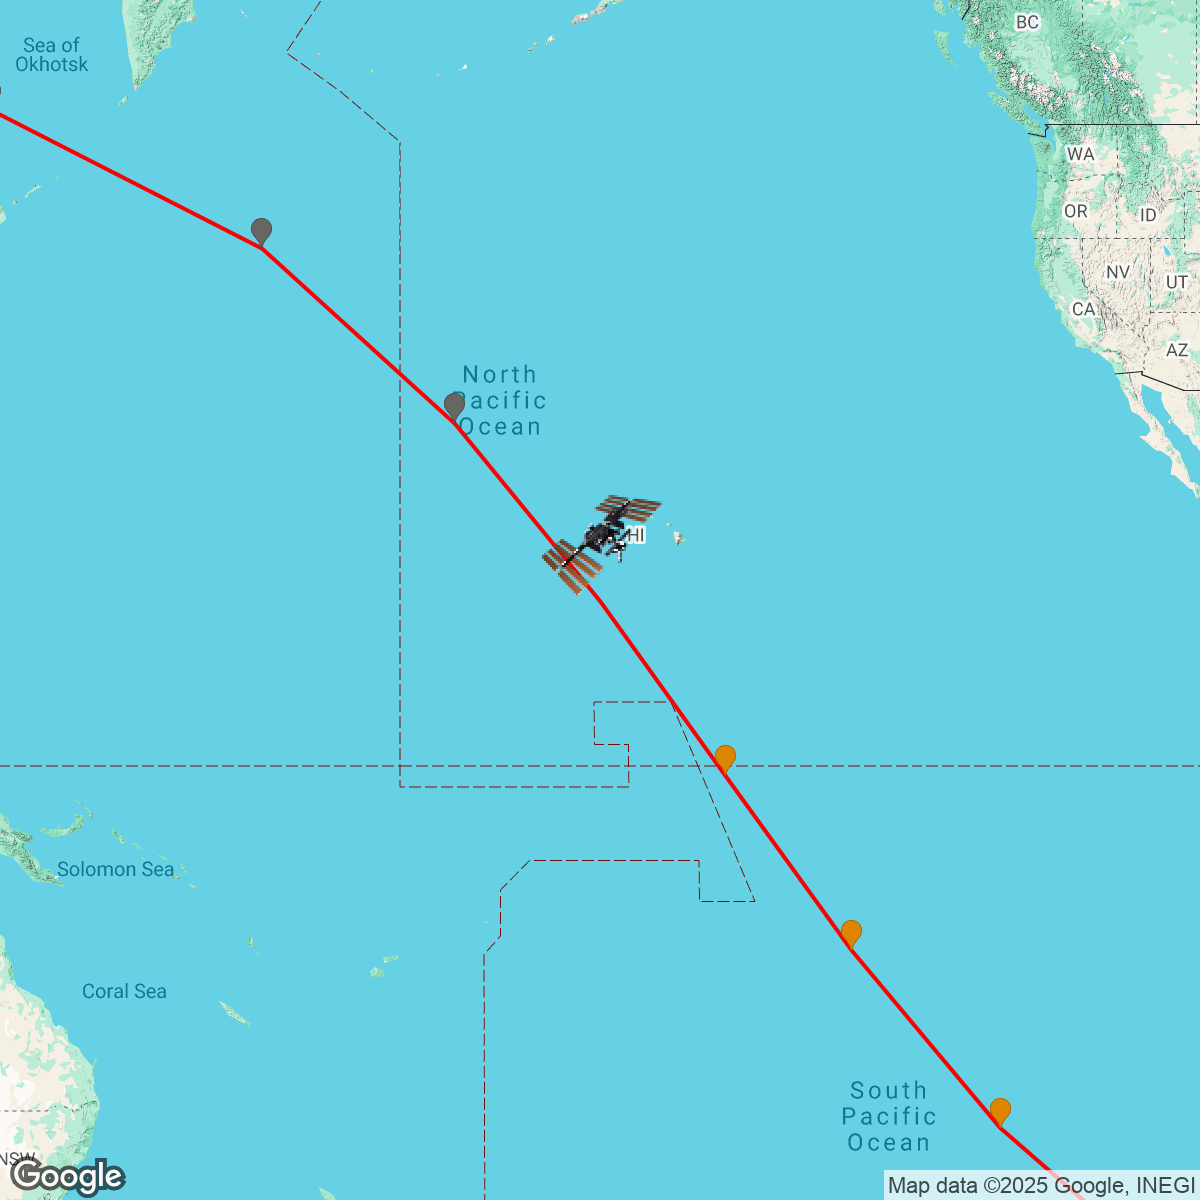 BC
Sea of
Okhotsk
WA
OR
ID
NV
UT
CA
AZ
North
Pacific
Ocean
HI
Solomon Sea
Coral Sea
South
Pacific
Ocean
NSW
Google
Map data ©2025 Google, INEGI